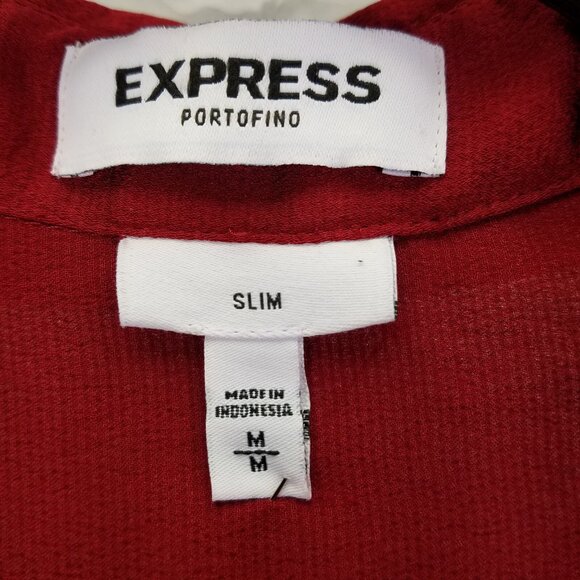 EXPRESS
PORTOFINO
SLIM
MADE IN
INDONESIA
M
M